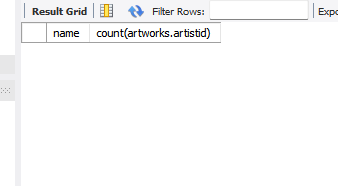 Result Grid Filter Rows: Expo
name count(artworks.artistid)